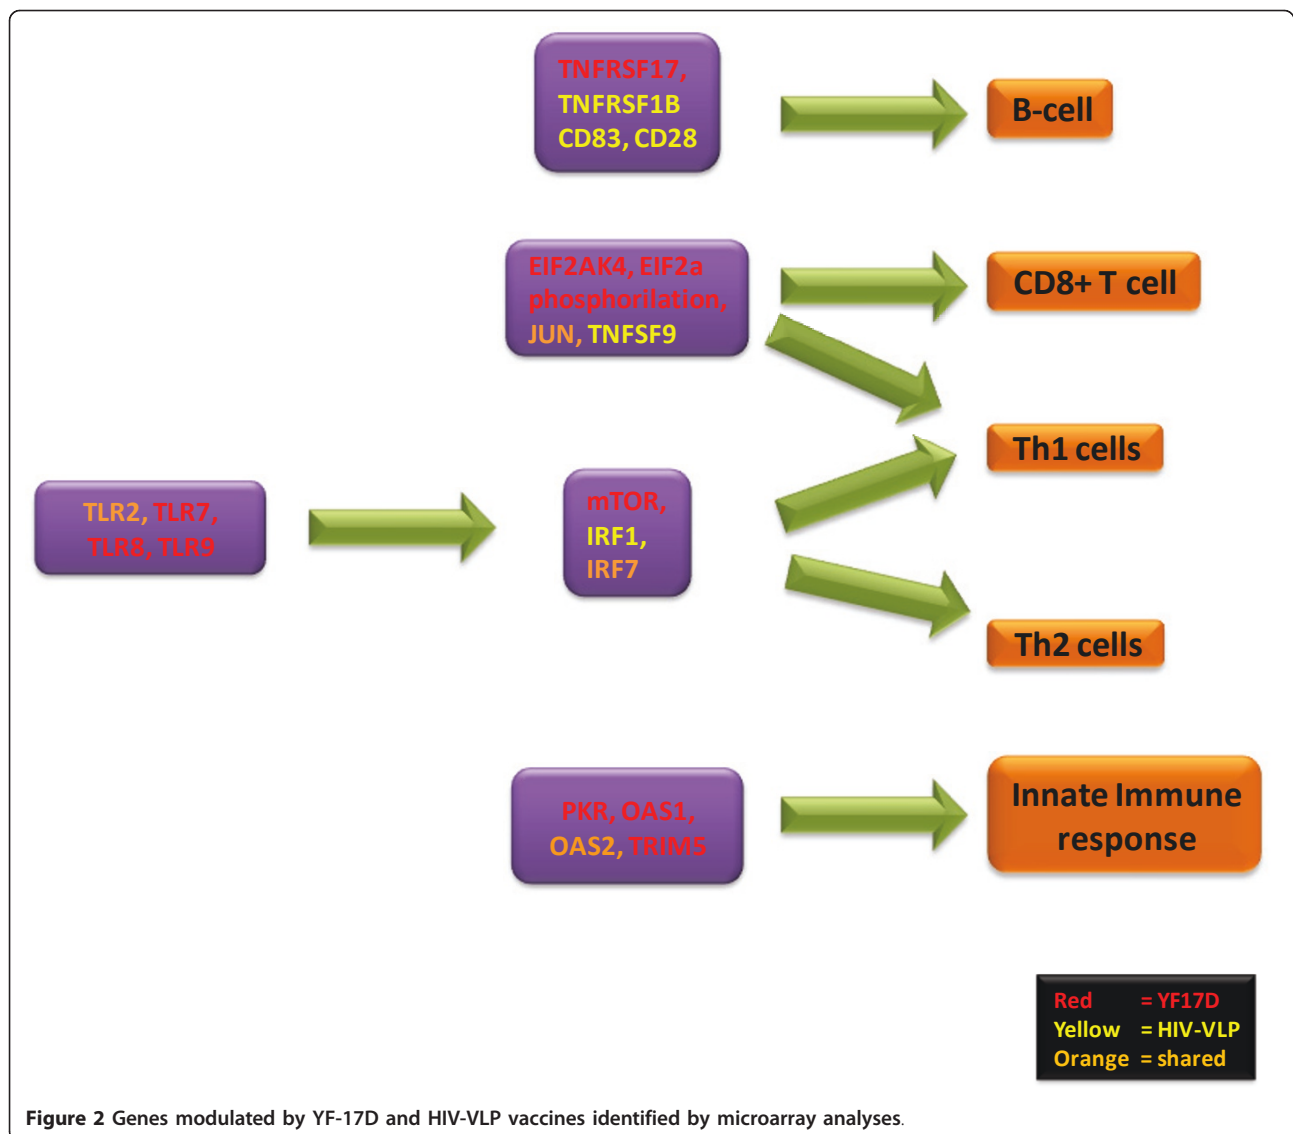 TNFRSF17,
TNFRSF1B
CD83, CD28
B-cell
EIF2AK4, EIF2a
phosphorilation,
JUN, TNFSF9
CD8+ T cell
Th1 cells
TLR2, TLR7,
TLR8, TLR9
mTOR,
IRF1,
IRF7
Th2 cells
PKR, OAS1,
OAS2, TRIM5
Innate Immune
response
Red = YF17D
Yellow = HIV-VLP
Orange = shared
Figure 2 Genes modulated by YF-17D and HIV-VLP vaccines identified by microarray analyses.